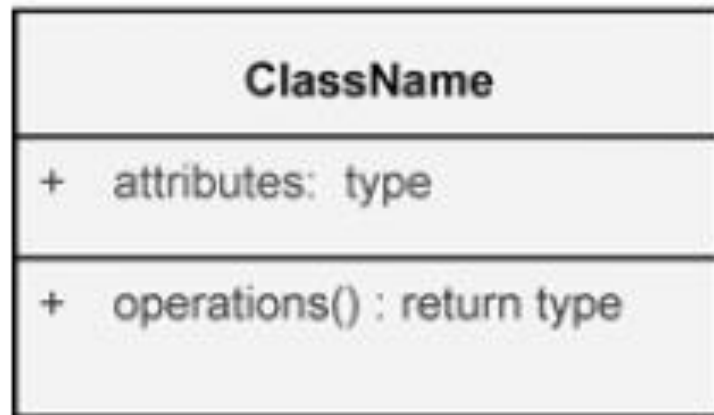 ClassName
+ attributes: type
+ operations() : return type